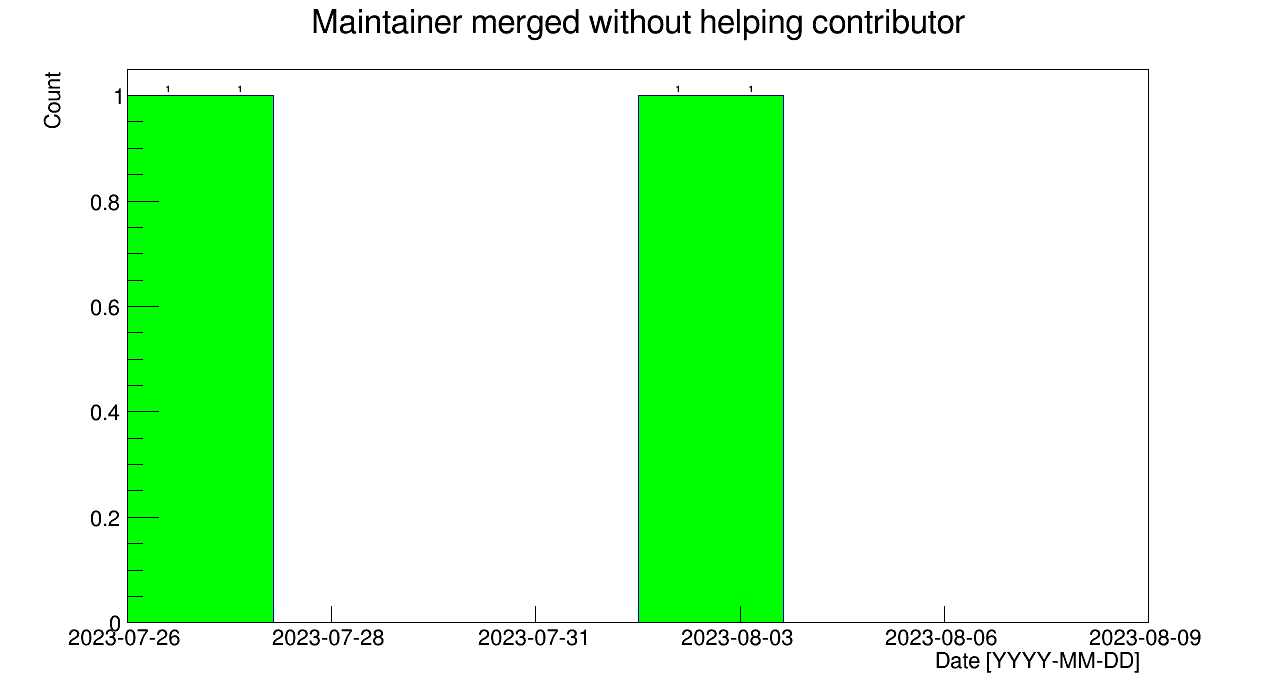 Maintainer merged without helping contributor
Count
1 1 1 1
1
0.8
0.6
0.4
0.2
0
2023-07-26 2023-07-28 2023-07-31 2023-08-03 2023-08-06 2023-08-09
Date [YYYY-MM-DD]